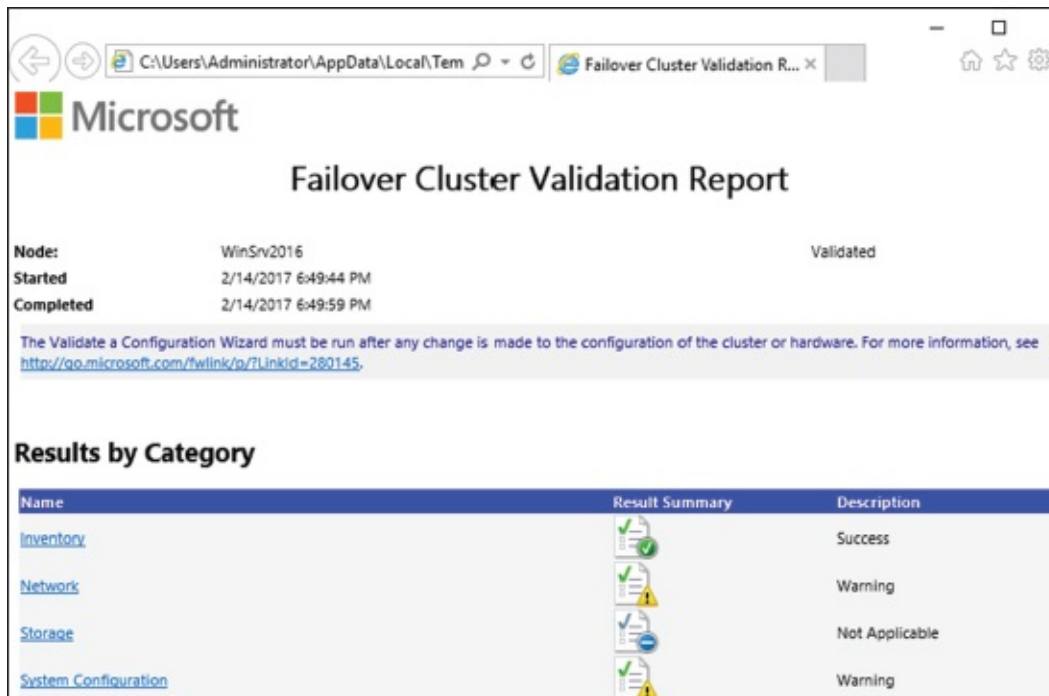 C:\Users\Administrator\AppData\Local\Tem
Failover Cluster Validation R...
Microsoft
Failover Cluster Validation Report
Node: WinSrv2016 Validated
Started 2/14/2017 6:49:44 PM
Completed 2/14/2017 6:49:59 PM
The Validate a Configuration Wizard must be run after any change is made to the configuration of the cluster or hardware. For more information, see
http://go.microsoft.com/fwlink/p/?LinkId=280145.
Results by Category
Name Result Summary Description
Inventory Success
Network Warning
Storage Not Applicable
System Configuration Warning